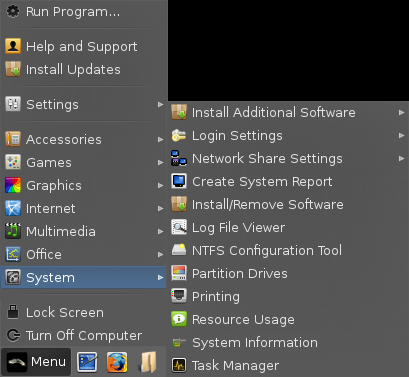 Run Program...
Help and Support
Install Updates
Settings
Accessories
Games
Graphics
Internet
Multimedia
Office
System
Lock Screen
Turn Off Computer
Menu
Install Additional Software
Login Settings
Network Share Settings
Create System Report
Install/Remove Software
Log File Viewer
NTFS Configuration Tool
Partition Drives
Printing
Resource Usage
System Information
Task Manager